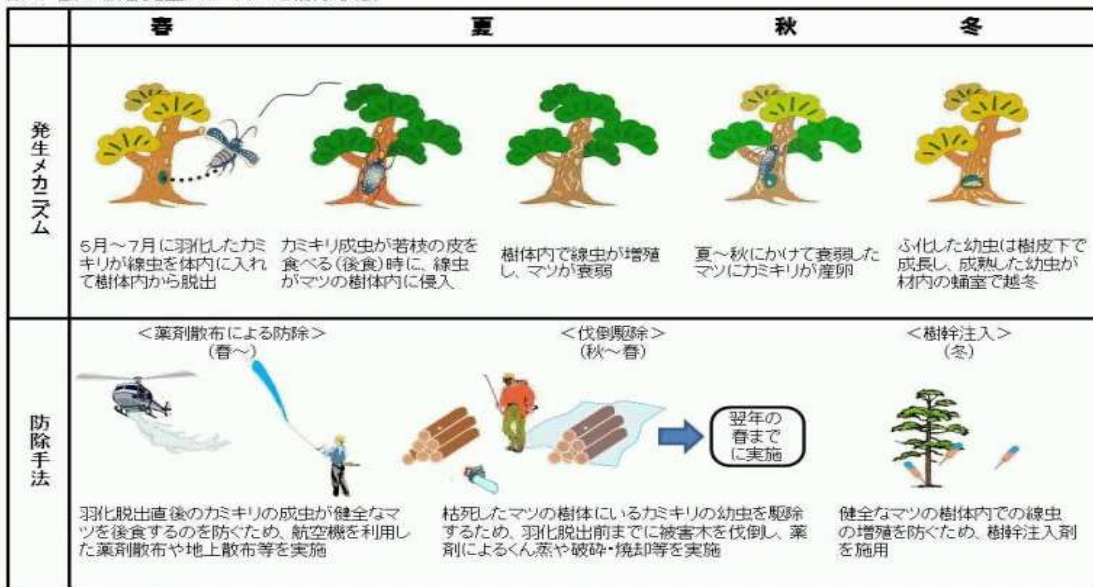 春
夏
秋
冬
発生メカニズム
5月～7月に羽化したカミ
キリが線虫を体内に入れ
て樹体内から脱出
カミキリ成虫が若枝の皮を
食べる(後食)時に、線虫
がマツの樹体内に侵入
樹体内で線虫が増殖
し、マツが衰弱
夏～秋にかけて衰弱した
マツにカミキリが産卵
ふ化した幼虫は樹皮下で
成長し、成熟した幼虫が
材内の蛹室で越冬
防除手法
＜薬剤散布による防除＞
(春～)
羽化脱出直後のカミキリの成虫が健全なマ
ツを後食するのを防ぐため、航空機を利用し
た薬剤散布や地上散布等を実施
＜伐倒駆除＞
(秋～春)
翌年の
春まで
に実施
枯死したマツの樹体にいるカミキリの幼虫を駆除
するため、羽化脱出前までに被害木を伐倒し、薬
剤によるくん蒸や破砕・焼却等を実施
＜樹幹注入＞
(冬)
健全なマツの樹体内での線虫
の増殖を防ぐため、樹幹注入剤
を施用